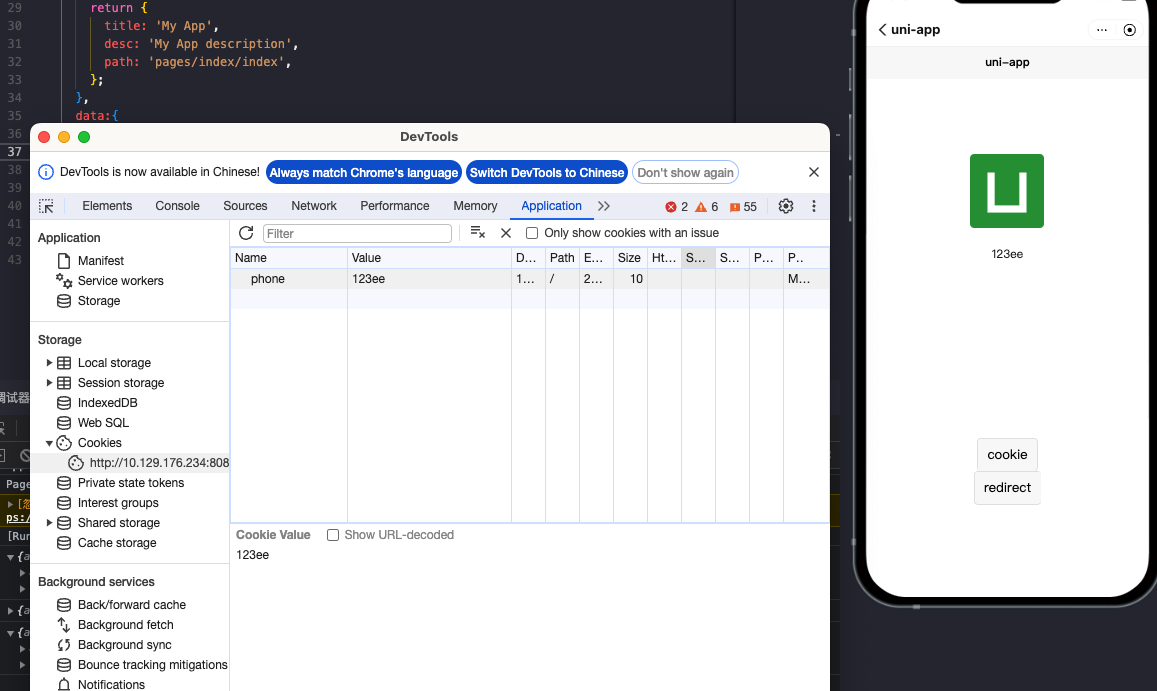 29 return {
30 title: 'My App',
31 desc: 'My App description',
32 path: 'pages/index/index',
33 };
34 },
35 data:{
36
37
38
39
40
41
42
43
DevTools
DevTools is now available in Chinese! Always match Chrome's language Switch DevTools to Chinese Don't show again
Elements Console Sources Network Performance Memory Application 2 6 55
Application
Manifest
Service workers
Storage
Storage
Local storage
Session storage
IndexedDB
Web SQL
Cookies
http://10.129.176.234:808
Private state tokens
Interest groups
Shared storage
Cache storage
Background services
Back/forward cache
Background fetch
Background sync
Bounce tracking mitigations
Notifications
Filter Only show cookies with an issue
Name Value D... Path E... Size Ht... S... S... P... P..
phone 123ee 1... / 2... 10 M...
Cookie Value Show URL-decoded
123ee
试器
Page
ps:/
[Run
{a
{a
{a
uni-app
uni-app
123ee
cookie
redirect